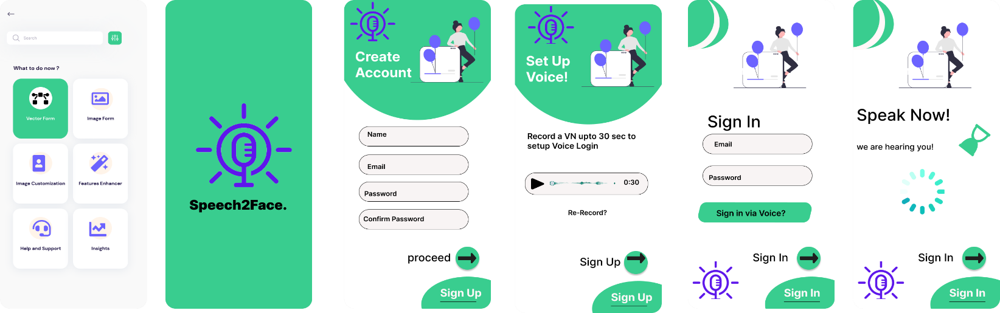 Search
What to do now ?
Vector Form
Image Form
Image Customization
Features Enhancer
Help and Support
Insights
Speech2Face.
Create
Account
Name
Email
Password
Confirm Password
proceed
Sign Up
Set Up
Voice!
Record a VN upto 30 sec to
setup Voice Login
0:30
Re-Record?
Sign Up
Sign Up
Sign In
Email
Password
Sign in via Voice?
Sign In
Sign In
Speak Now!
we are hearing you!
Sign In
Sign In